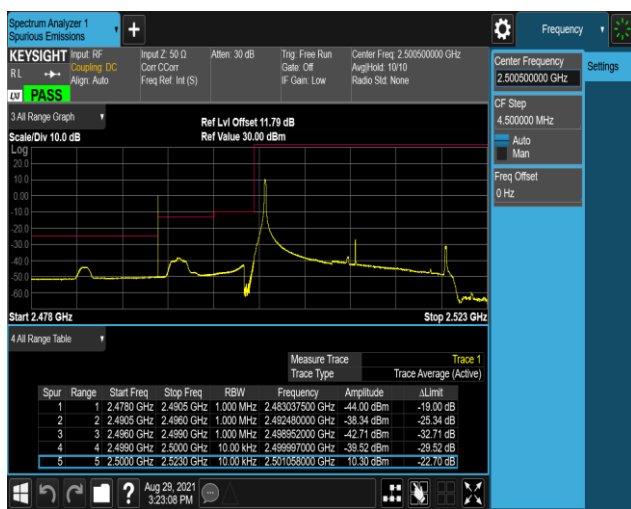 Spectrum Analyzer 1
Spurious Emissions
Frequency
KEYSIGHT
Input: RF
Coupling: DC
Align: Auto
Input Z: 50 Ω
Corr CCorr
Freq Ref: Int (S)
Atten: 30 dB
Trig: Free Run
Gate: Off
IF Gain: Low
Center Freq: 2.500500000 GHz
Avg|Hold: 10/10
Radio Std: None
R L
LXI
PASS
Center Frequency
2.500500000 GHz
Settings
CF Step
4.500000 MHz
Auto
Man
Freq Offset
0 Hz
3 All Range Graph
Scale/Div 10.0 dB
Ref Lvl Offset 11.79 dB
Ref Value 30.00 dBm
Log
20.0
10.0
0.00
-10.0
-20.0
-30.0
-40.0
-50.0
-60.0
Start 2.478 GHz
Stop 2.523 GHz
4 All Range Table
Measure Trace Trace 1
Trace Type Trace Average (Active)
Spur Range Start Freq Stop Freq RBW Frequency Amplitude ΔLimit
1 1 2.4780 GHz 2.4905 GHz 1.000 MHz 2.483037500 GHz -44.00 dBm -19.00 dB
2 2 2.4905 GHz 2.4960 GHz 1.000 MHz 2.492480000 GHz -38.34 dBm -25.34 dB
3 3 2.4960 GHz 2.4990 GHz 1.000 MHz 2.498952000 GHz -42.71 dBm -32.71 dB
4 4 2.4990 GHz 2.5000 GHz 10.00 kHz 2.499997000 GHz -39.52 dBm -29.52 dB
5 5 2.5000 GHz 2.5230 GHz 10.00 kHz 2.501058000 GHz 10.30 dBm -22.70 dB
Aug 29, 2021
3:23:08 PM